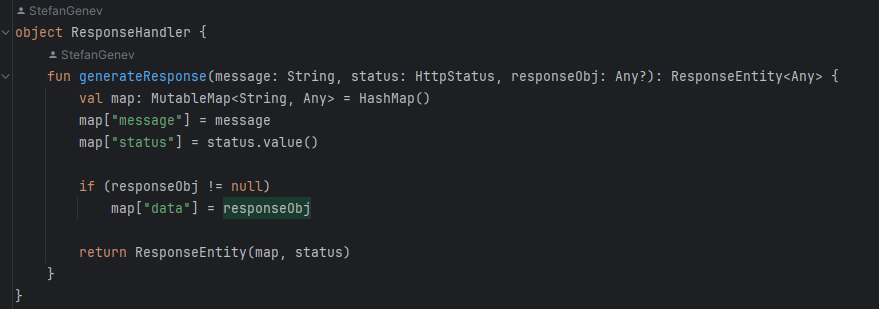 StefanGenev
object ResponseHandler {
StefanGenev
fun generateResponse(message: String, status: HttpStatus, responseObj: Any?): ResponseEntity<Any> {
val map: MutableMap<String, Any> = HashMap()
map["message"] = message
map["status"] = status.value()
if (responseObj != null)
map["data"] = responseObj
return ResponseEntity(map, status)
}
}